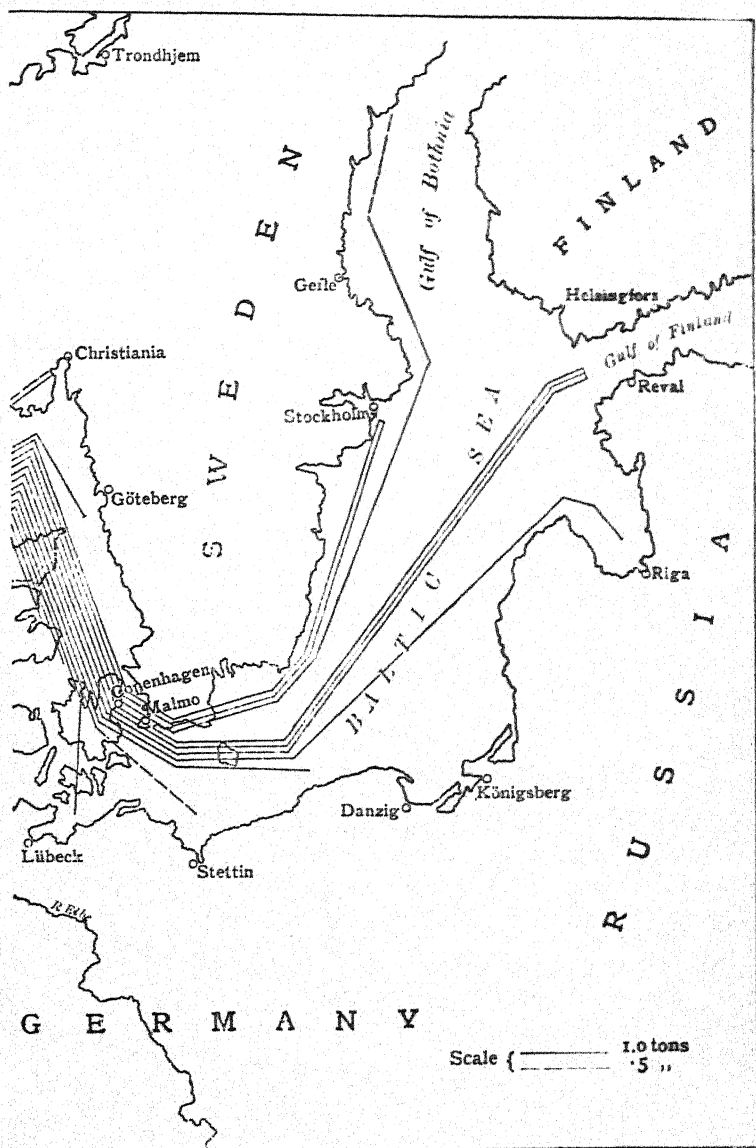 Trondhjem
SWEDEN
Gulf of Bothnia
FINLAND
Gefle
Helsingfors
Gulf of Finland
Christiania
Reval
Stockholm
SEA
Göteberg
Riga
BALTIC
RUSSIA
Copenhagen
Malmo
Königsberg
Danzig
Lübeck
Stettin
R Elbe
GERMANY
Scale { 1.0 tons
·5 „